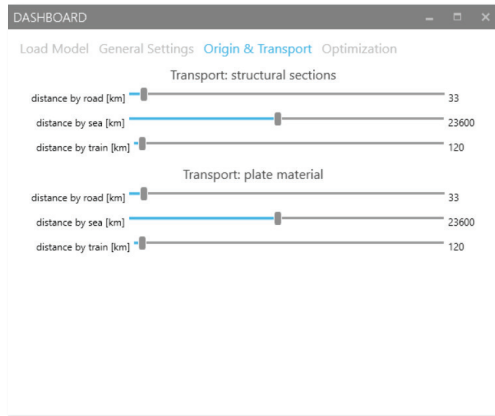 DASHBOARD
Load Model General Settings Origin & Transport Optimization
Transport: structural sections
distance by road [km] 33
distance by sea [km] 23600
distance by train [km] 120
Transport: plate material
distance by road [km] 33
distance by sea [km] 23600
distance by train [km] 120